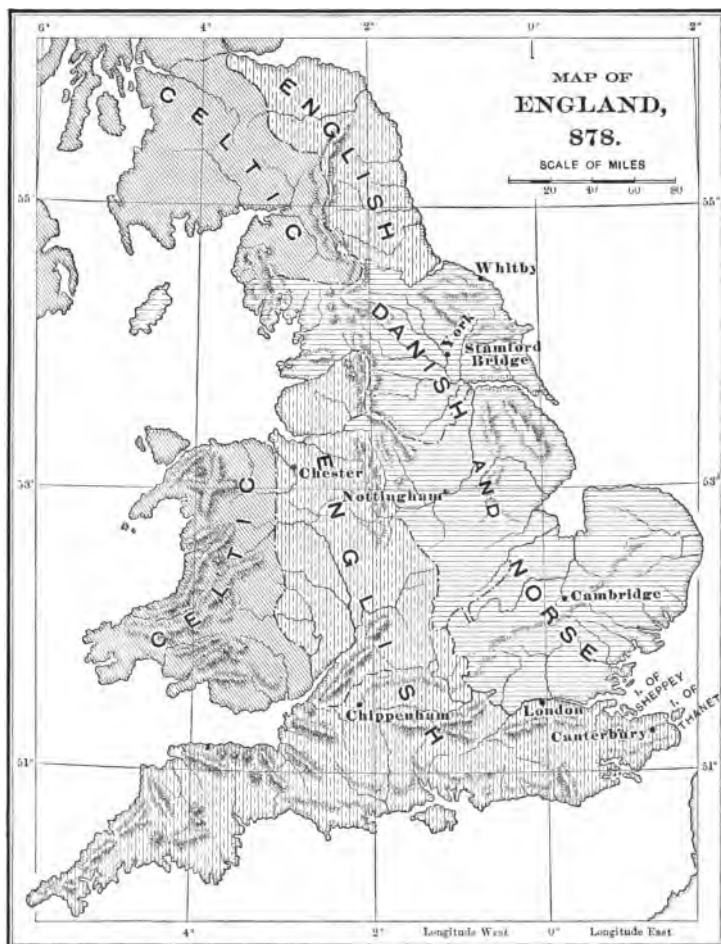 6° 4° 2° 0° 2°
MAP OF
ENGLAND,
878.
SCALE OF MILES
20 40 60 80
CELTIC
ENGLISH
55° 55°
Whitby
DANISH AND NORSE
York
Stamford
Bridge
CELTIC
ENGLISH
Chester
53° 53°
Nottingham
Cambridge
I. OF
SHEPPEY
I. OF
THANET
Chippenham
London
Canterbury
51° 51°
4° 2° Longitude West 0° Longitude East